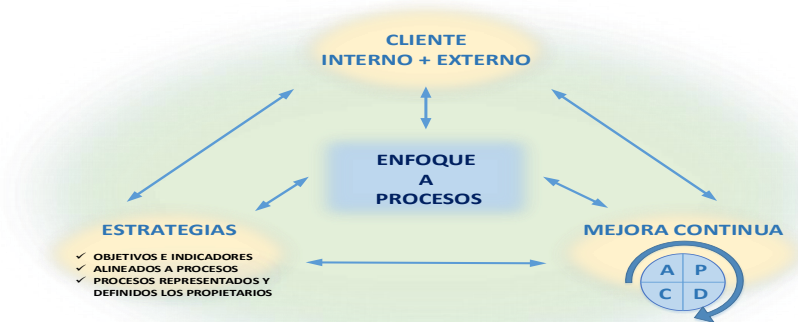 CLIENTE
INTERNO + EXTERNO
ENFOQUE
A
PROCESOS
ESTRATEGIAS
✓ OBJETIVOS E INDICADORES
✓ ALINEADOS A PROCESOS
✓ PROCESOS REPRESENTADOS Y
DEFINIDOS LOS PROPIETARIOS
MEJORA CONTINUA
A P
C D